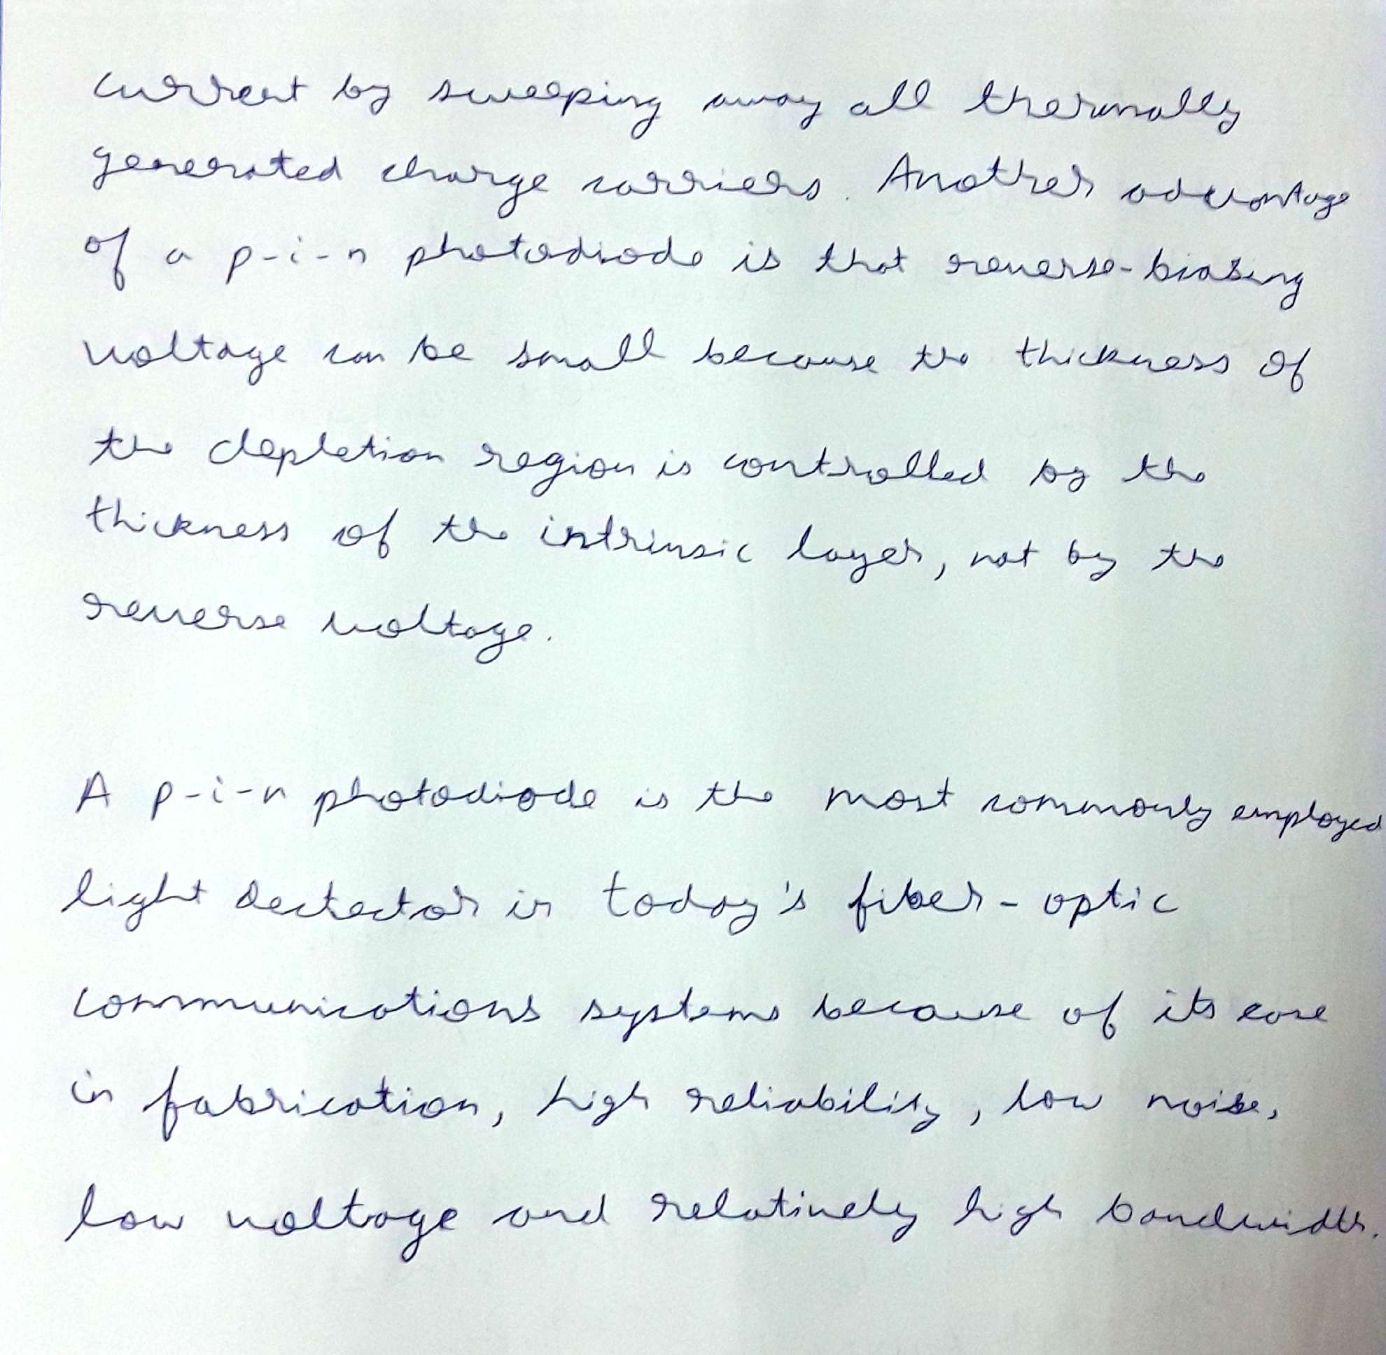 current by sweeping away all thermally
generated charge carriers. Another advantage
of a p-i-n photodiode is that reverse-biasing
voltage can be small because the thickness of
the depletion region is controlled by the
thickness of the intrinsic layer, not by the
reverse voltage.
A p-i-n photodiode is the most commonly employed
light dectector in today's fiber-optic
communications systems because of its ease
in fabrication, high reliability, low noise,
low voltage and relatively high bandwidth.